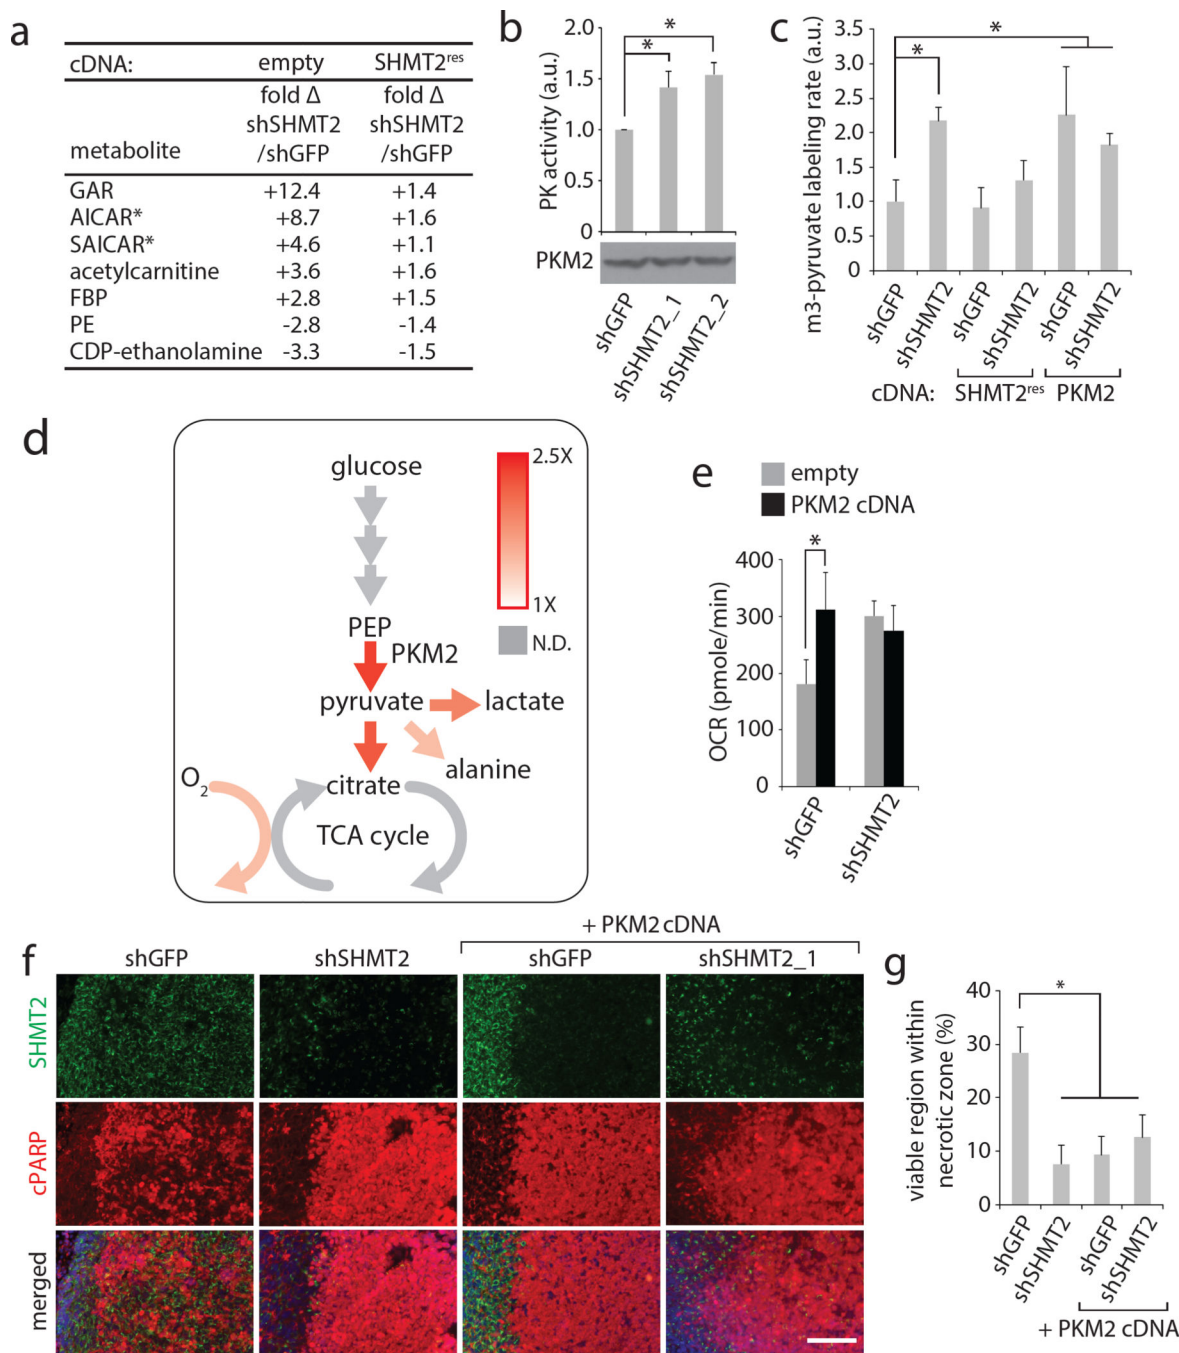 a
cDNA: empty SHMT2res
metabolite fold Δ shSHMT2 /shGFP fold Δ shSHMT2 /shGFP
GAR +12.4 +1.4
AICAR* +8.7 +1.6
SAICAR* +4.6 +1.1
acetylcarnitine +3.6 +1.6
FBP +2.8 +1.5
PE -2.8 -1.4
CDP-ethanolamine -3.3 -1.5
b
PK activity (a.u.)
2.0
1.5
1.0
0.5
0
* *
PKM2
shGFP
shSHMT2_1
shSHMT2_2
c
m3-pyruvate labeling rate (a.u.)
3.5
3.0
2.5
2.0
1.5
1.0
0.5
0
* *
shGFP
shSHMT2
shGFP
shSHMT2
shGFP
shSHMT2
cDNA: SHMT2res PKM2
d
glucose
2.5X
1X
N.D.
PEP
PKM2
pyruvate
lactate
alanine
citrate
O2
TCA cycle
e
empty
PKM2 cDNA
OCR (pmole/min)
400
300
200
100
0
*
shGFP
shSHMT2
f
+ PKM2 cDNA
shGFP shSHMT2 shGFP shSHMT2_1
SHMT2
cPARP
merged
g
viable region within
necrotic zone (%)
40
30
20
10
0
*
shGFP
shSHMT2
shGFP
shSHMT2
+ PKM2 cDNA